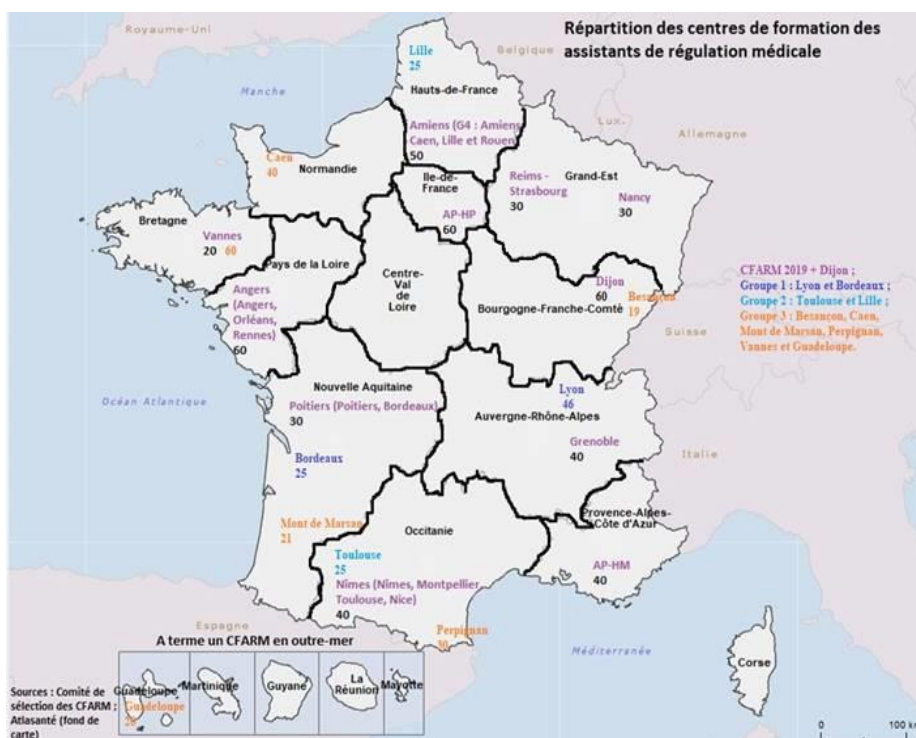 Répartition des centres de formation des
assistants de régulation médicale
Royaume-Uni
Belgique
Lille
25
Hauts-de-France
Manche
Lux.
Allemagne
Amiens (G4 : Amiens
Caen, Lille et Rouen)
50
Caen
40
Normandie
Ile-de-
France
AP-HP
60
Reims -
Strasbourg
30
Grand-Est
Nancy
30
Bretagne
Vannes
20 60
Pays de la Loire
Angers
(Angers,
Orléans,
Rennes)
60
Centre-
Val de
Loire
Dijon
60
Besançon
19
Bourgogne-Franche-Comté
CFARM 2019 + Dijon ;
Groupe 1 : Lyon et Bordeaux ;
Groupe 2 : Toulouse et Lille ;
Groupe 3 : Besançon, Caen,
Mont de Marsan, Perpignan,
Vannes et Guadeloupe.
Suisse
Océan Atlantique
Nouvelle Aquitaine
Poitiers (Poitiers, Bordeaux)
30
Lyon
46
Auvergne-Rhône-Alpes
Grenoble
40
Italie
Bordeaux
25
Mont de Marsan
21
Occitanie
Toulouse
25
Nîmes (Nîmes, Montpellier
Toulouse, Nice)
40
Provence-Alpes-
Côte d'Azur
AP-HM
40
Espagne
Perpignan
30
Méditerranée
Corse
A terme un CFARM en outre-mer
Guadeloupe
Martinique
Guyane
La
Réunion
Mayotte
Guadeloupe
Sources : Comité de
sélection des CFARM ;
Atlasanté (fond de
carte)
0 100 km